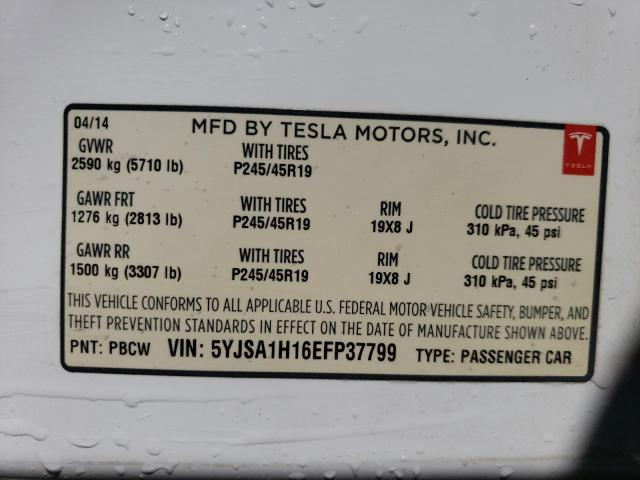 04/14 MFD BY TESLA MOTORS, INC.
TESLA
GVWR WITH TIRES
2590 kg (5710 lb) P245/45R19
GAWR FRT WITH TIRES RIM COLD TIRE PRESSURE
1276 kg (2813 lb) P245/45R19 19X8 J 310 kPa, 45 psi
GAWR RR WITH TIRES RIM COLD TIRE PRESSURE
1500 kg (3307 lb) P245/45R19 19X8 J 310 kPa, 45 psi
THIS VEHICLE CONFORMS TO ALL APPLICABLE U.S. FEDERAL MOTOR VEHICLE SAFETY, BUMPER, AND
THEFT PREVENTION STANDARDS IN EFFECT ON THE DATE OF MANUFACTURE SHOWN ABOVE.
PNT: PBCW VIN: 5YJSA1H16EFP37799 TYPE: PASSENGER CAR